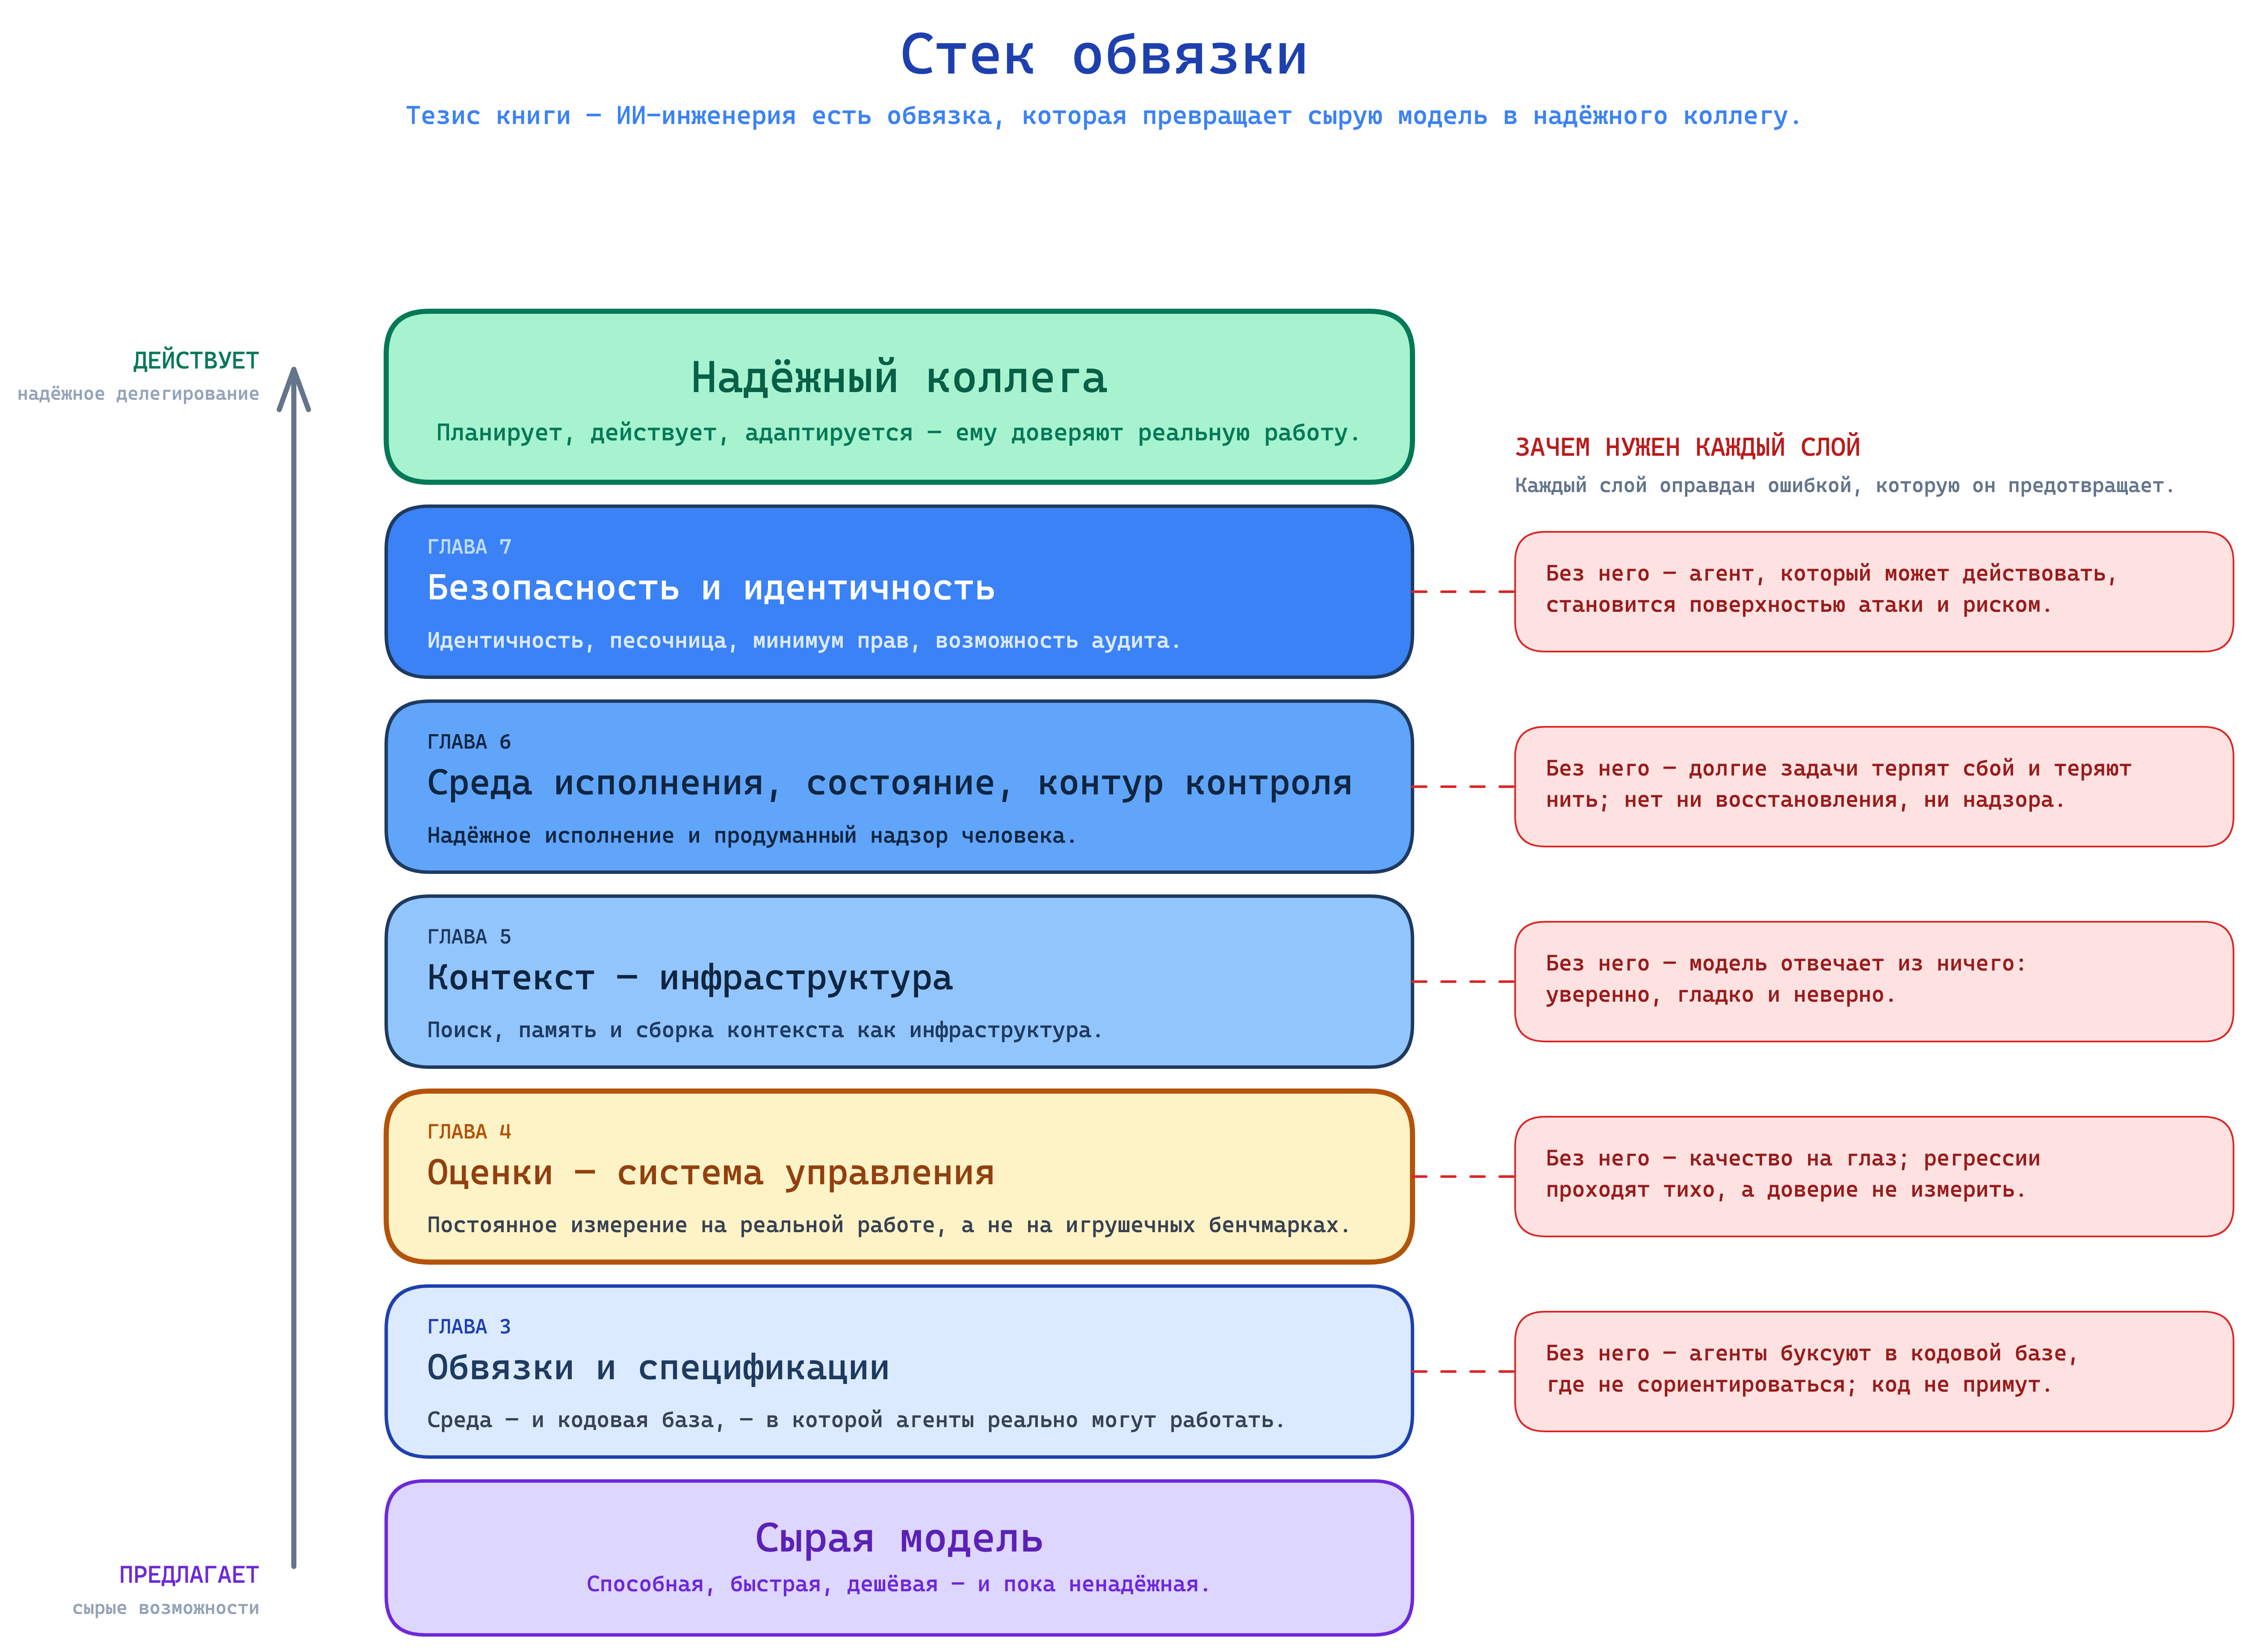 Стек обвязки
Тезис книги — ИИ-инженерия есть обвязка, которая превращает сырую модель в надёжного коллегу.
ДЕЙСТВУЕТ
надёжное делегирование
Надёжный коллега
Планирует, действует, адаптируется — ему доверяют реальную работу.
ЗАЧЕМ НУЖЕН КАЖДЫЙ СЛОЙ
Каждый слой оправдан ошибкой, которую он предотвращает.
ГЛАВА 7
Безопасность и идентичность
Идентичность, песочница, минимум прав, возможность аудита.
Без него — агент, который может действовать,
становится поверхностью атаки и риском.
ГЛАВА 6
Среда исполнения, состояние, контур контроля
Надёжное исполнение и продуманный надзор человека.
Без него — долгие задачи терпят сбой и теряют
нить; нет ни восстановления, ни надзора.
ГЛАВА 5
Контекст — инфраструктура
Поиск, память и сборка контекста как инфраструктура.
Без него — модель отвечает из ничего:
уверенно, гладко и неверно.
ГЛАВА 4
Оценки — система управления
Постоянное измерение на реальной работе, а не на игрушечных бенчмарках.
Без него — качество на глаз; регрессии
проходят тихо, а доверие не измерить.
ГЛАВА 3
Обвязки и спецификации
Среда — и кодовая база, — в которой агенты реально могут работать.
Без него — агенты буксуют в кодовой базе,
где не сориентироваться; код не примут.
Сырая модель
Способная, быстрая, дешёвая — и пока ненадёжная.
ПРЕДЛАГАЕТ
сырые возможности